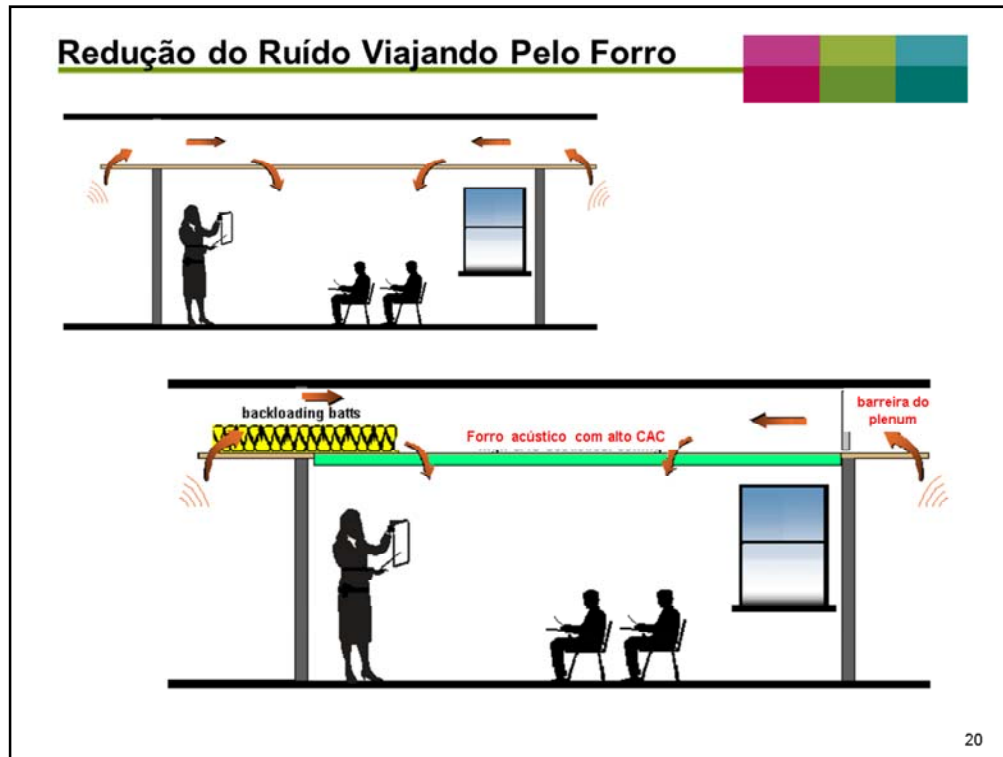 Redução do Ruído Viajando Pelo Forro
backloading batts
barreira do
plenum
Forro acústico com alto CAC
20